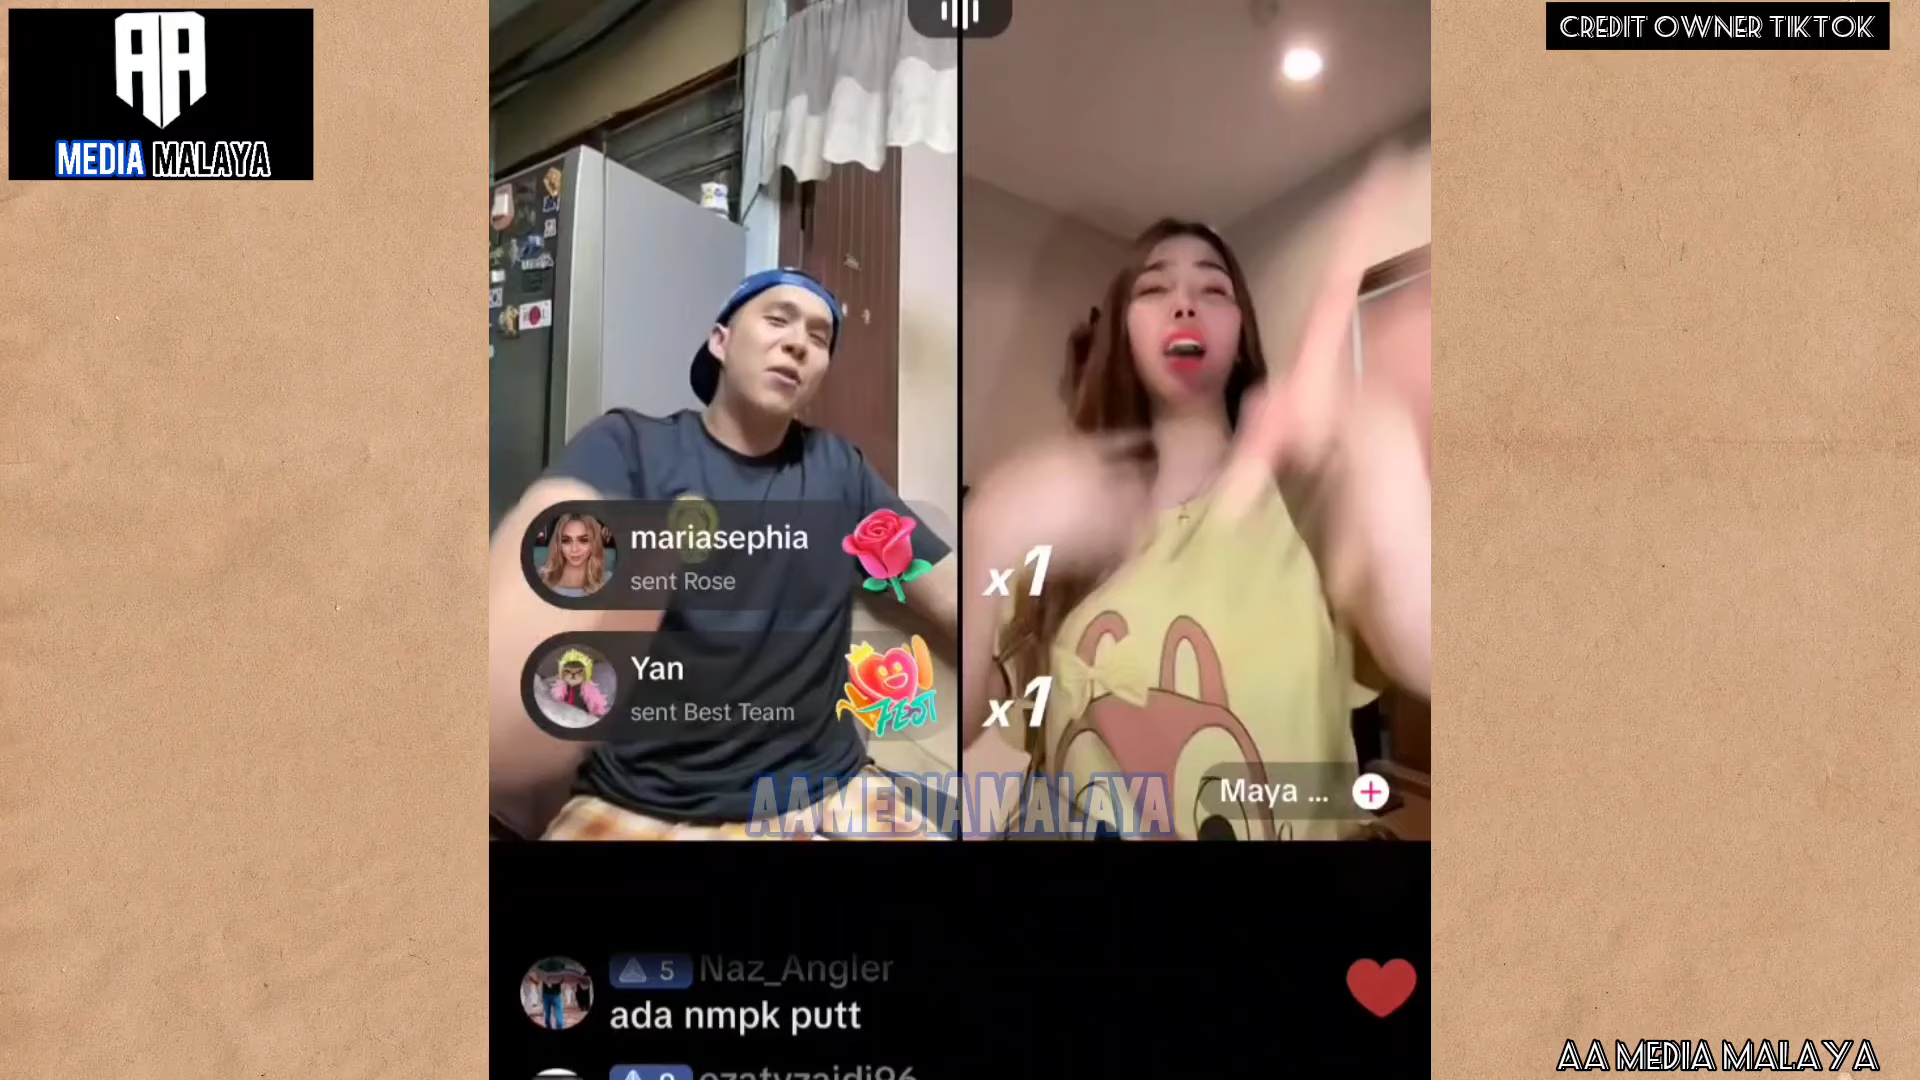 AA
MEDIA MALAYA
CREDIT OWNER TIKTOK
mariasephia
sent Rose
x1
Yan
sent Best Team
FEST
x1
Maya ...
AAMEDIAMALAYA
5 Naz_Angler
ada nmpk putt
AA MEDIA MALAYA